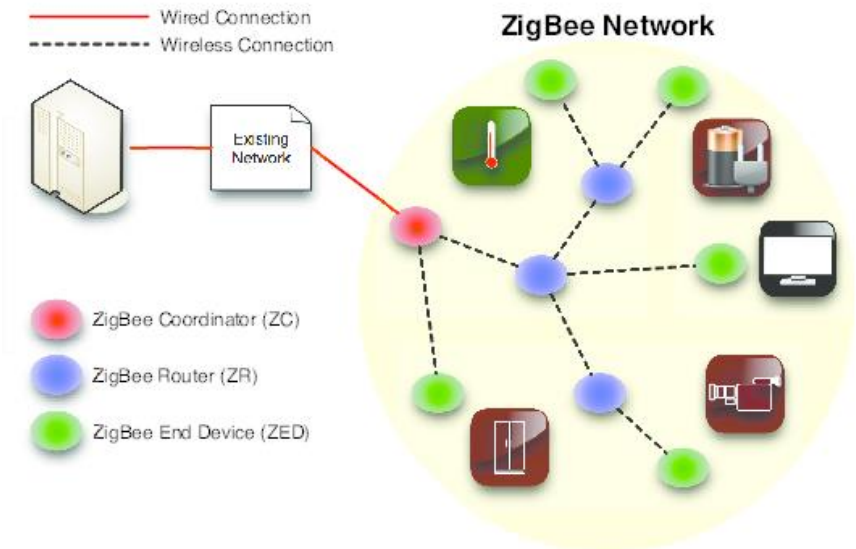 Wired Connection
Wireless Connection
ZigBee Network
Existing
Network
ZigBee Coordinator (ZC)
ZigBee Router (ZR)
ZigBee End Device (ZED)